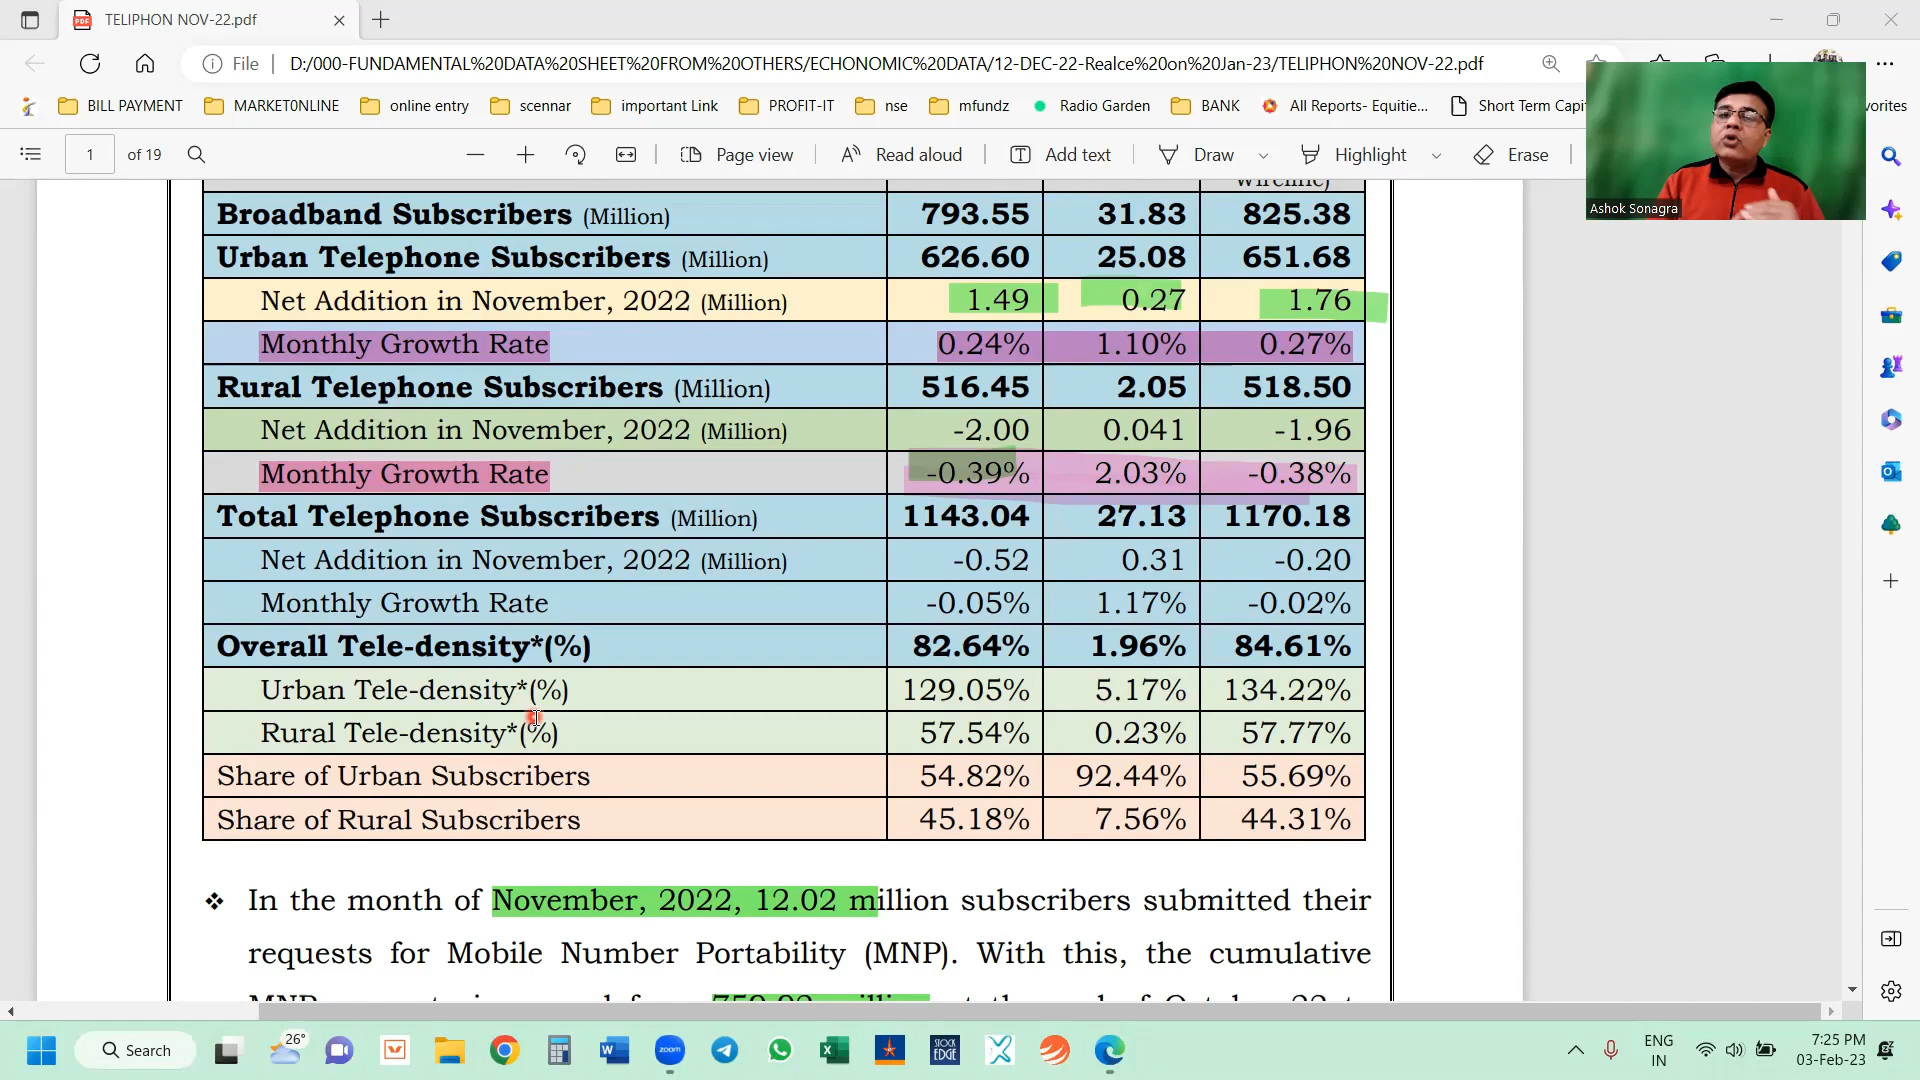 TELIPHON NOV-22.pdf
File
D:/000-FUNDAMENTAL%20DATA%20SHEET%20FROM%20OTHERS/ECHONOMIC%20DATA/12-DEC-22-Realce%20on%20Jan-23/TELIPHON%20NOV-22.pdf
BILL PAYMENT MARKET0NLINE online entry scennar important Link PROFIT-IT nse mfundz Radio Garden BANK All Reports- Equitie... Short Term Capi vorites
1 of 19 Page view Read aloud Add text Draw Highlight Erase
Ashok Sonagra
Wireline)
Broadband Subscribers (Million) 793.55 31.83 825.38
Urban Telephone Subscribers (Million) 626.60 25.08 651.68
Net Addition in November, 2022 (Million) 1.49 0.27 1.76
Monthly Growth Rate 0.24% 1.10% 0.27%
Rural Telephone Subscribers (Million) 516.45 2.05 518.50
Net Addition in November, 2022 (Million) -2.00 0.041 -1.96
Monthly Growth Rate -0.39% 2.03% -0.38%
Total Telephone Subscribers (Million) 1143.04 27.13 1170.18
Net Addition in November, 2022 (Million) -0.52 0.31 -0.20
Monthly Growth Rate -0.05% 1.17% -0.02%
Overall Tele-density*(%) 82.64% 1.96% 84.61%
Urban Tele-density*(%) 129.05% 5.17% 134.22%
Rural Tele-density*(%) 57.54% 0.23% 57.77%
Share of Urban Subscribers 54.82% 92.44% 55.69%
Share of Rural Subscribers 45.18% 7.56% 44.31%
❖ In the month of November, 2022, 12.02 million subscribers submitted their
requests for Mobile Number Portability (MNP). With this, the cumulative
Search 26° zoom STOCK EDGE ENG IN 7:25 PM 03-Feb-23